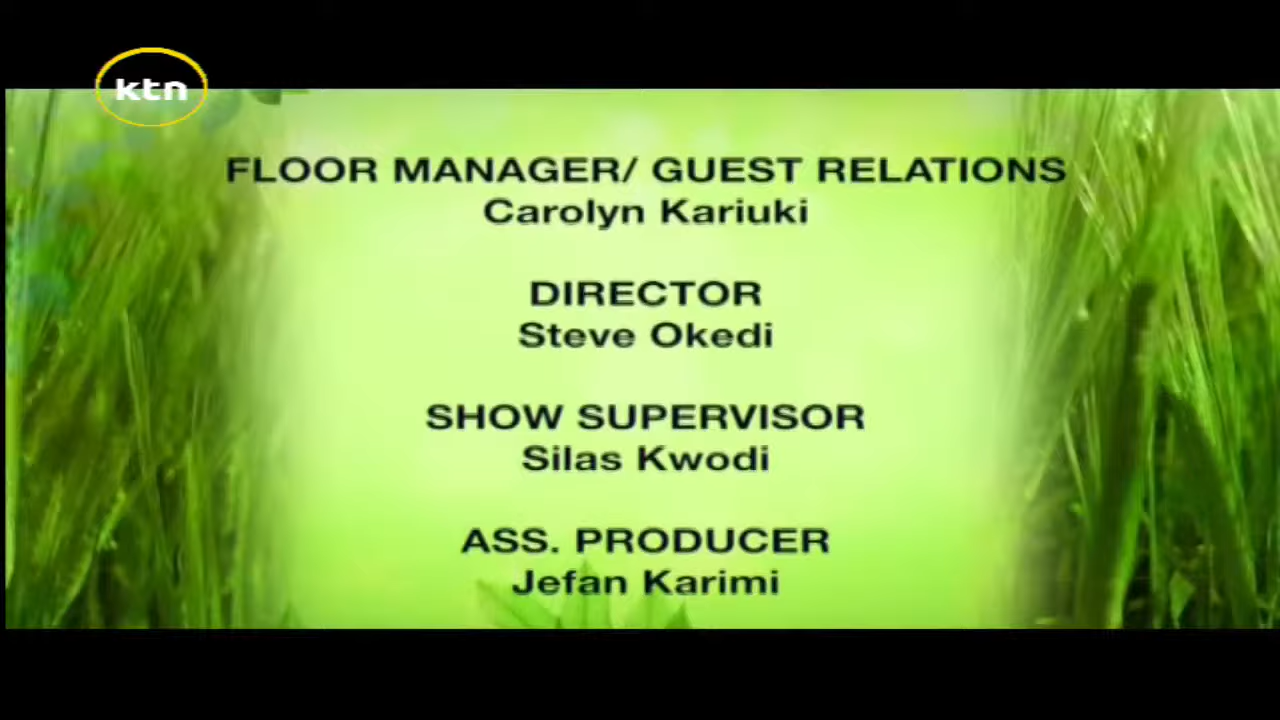 ktn
FLOOR MANAGER/ GUEST RELATIONS
Carolyn Kariuki
DIRECTOR
Steve Okedi
SHOW SUPERVISOR
Silas Kwodi
ASS. PRODUCER
Jefan Karimi